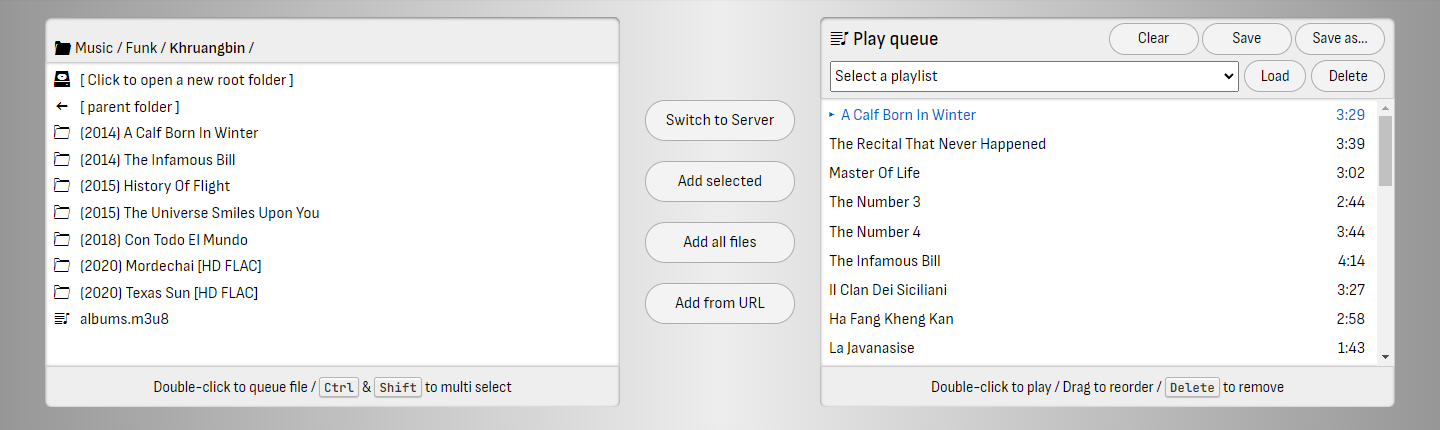 Music / Funk / Khruangbin /
[ Click to open a new root folder ]
[ parent folder ]
(2014) A Calf Born In Winter
(2014) The Infamous Bill
(2015) History Of Flight
(2015) The Universe Smiles Upon You
(2018) Con Todo El Mundo
(2020) Mordechai [HD FLAC]
(2020) Texas Sun [HD FLAC]
albums.m3u8
Double-click to queue file / Ctrl & Shift to multi select
Switch to Server
Add selected
Add all files
Add from URL
Play queue Clear Save Save as...
Select a playlist Load Delete
A Calf Born In Winter 3:29
The Recital That Never Happened 3:39
Master Of Life 3:02
The Number 3 2:44
The Number 4 3:44
The Infamous Bill 4:14
Il Clan Dei Siciliani 3:27
Ha Fang Kheng Kan 2:58
La Javanasise 1:43
Double-click to play / Drag to reorder / Delete to remove